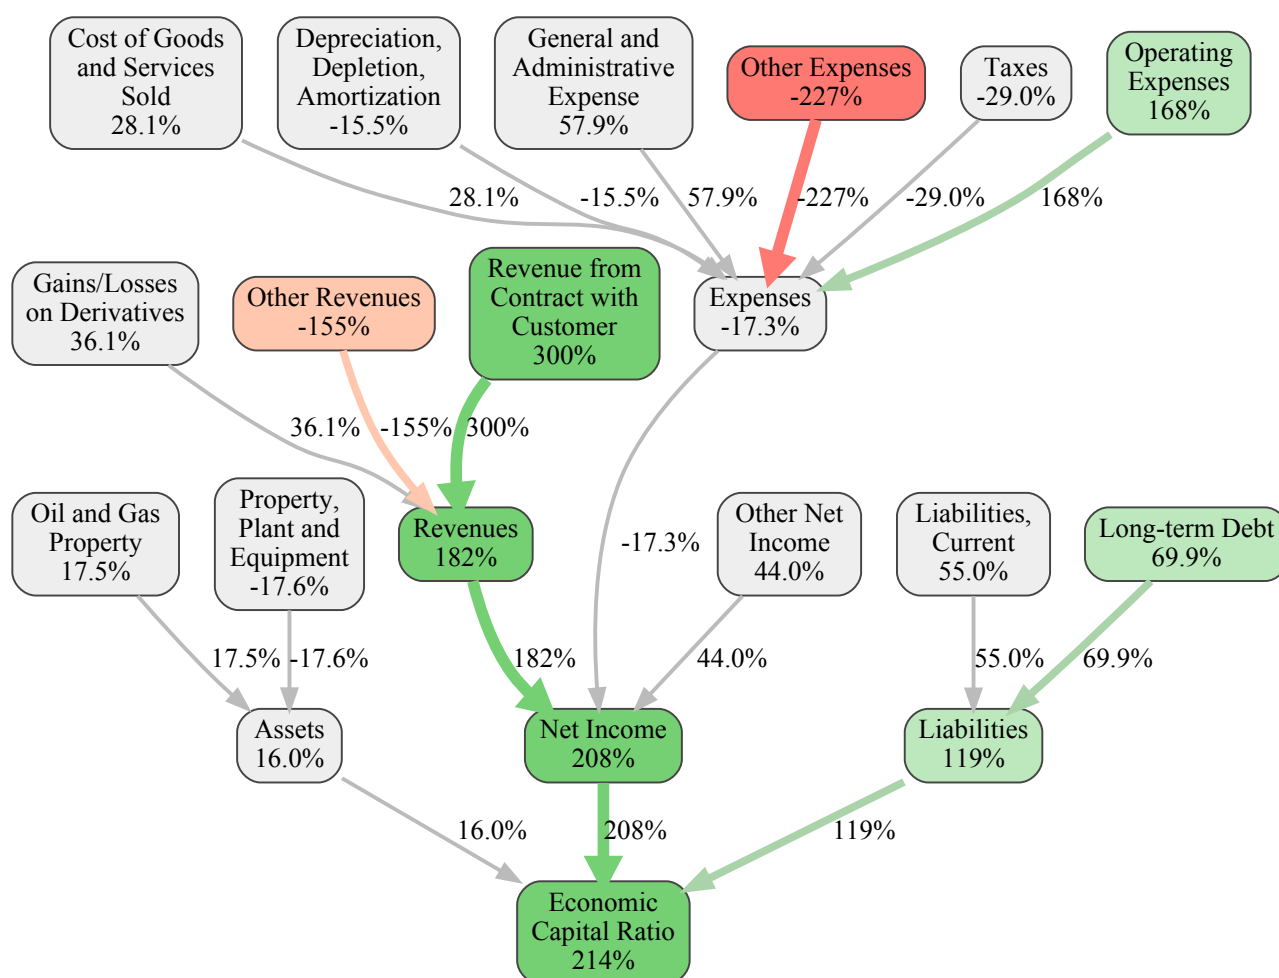 Cost of Goods
and Services
Sold
28.1%
Depreciation,
Depletion,
Amortization
-15.5%
General and
Administrative
Expense
57.9%
Other Expenses
-227%
Taxes
-29.0%
Operating
Expenses
168%
28.1%
-15.5%
57.9%
-227%
-29.0%
168%
Gains/Losses
on Derivatives
36.1%
Other Revenues
-155%
Revenue from
Contract with
Customer
300%
Expenses
-17.3%
36.1%
-155%
300%
Oil and Gas
Property
17.5%
Property,
Plant and
Equipment
-17.6%
Revenues
182%
-17.3%
Other Net
Income
44.0%
Liabilities,
Current
55.0%
Long-term Debt
69.9%
17.5%
-17.6%
182%
44.0%
55.0%
69.9%
Assets
16.0%
Net Income
208%
Liabilities
119%
16.0%
208%
119%
Economic
Capital Ratio
214%